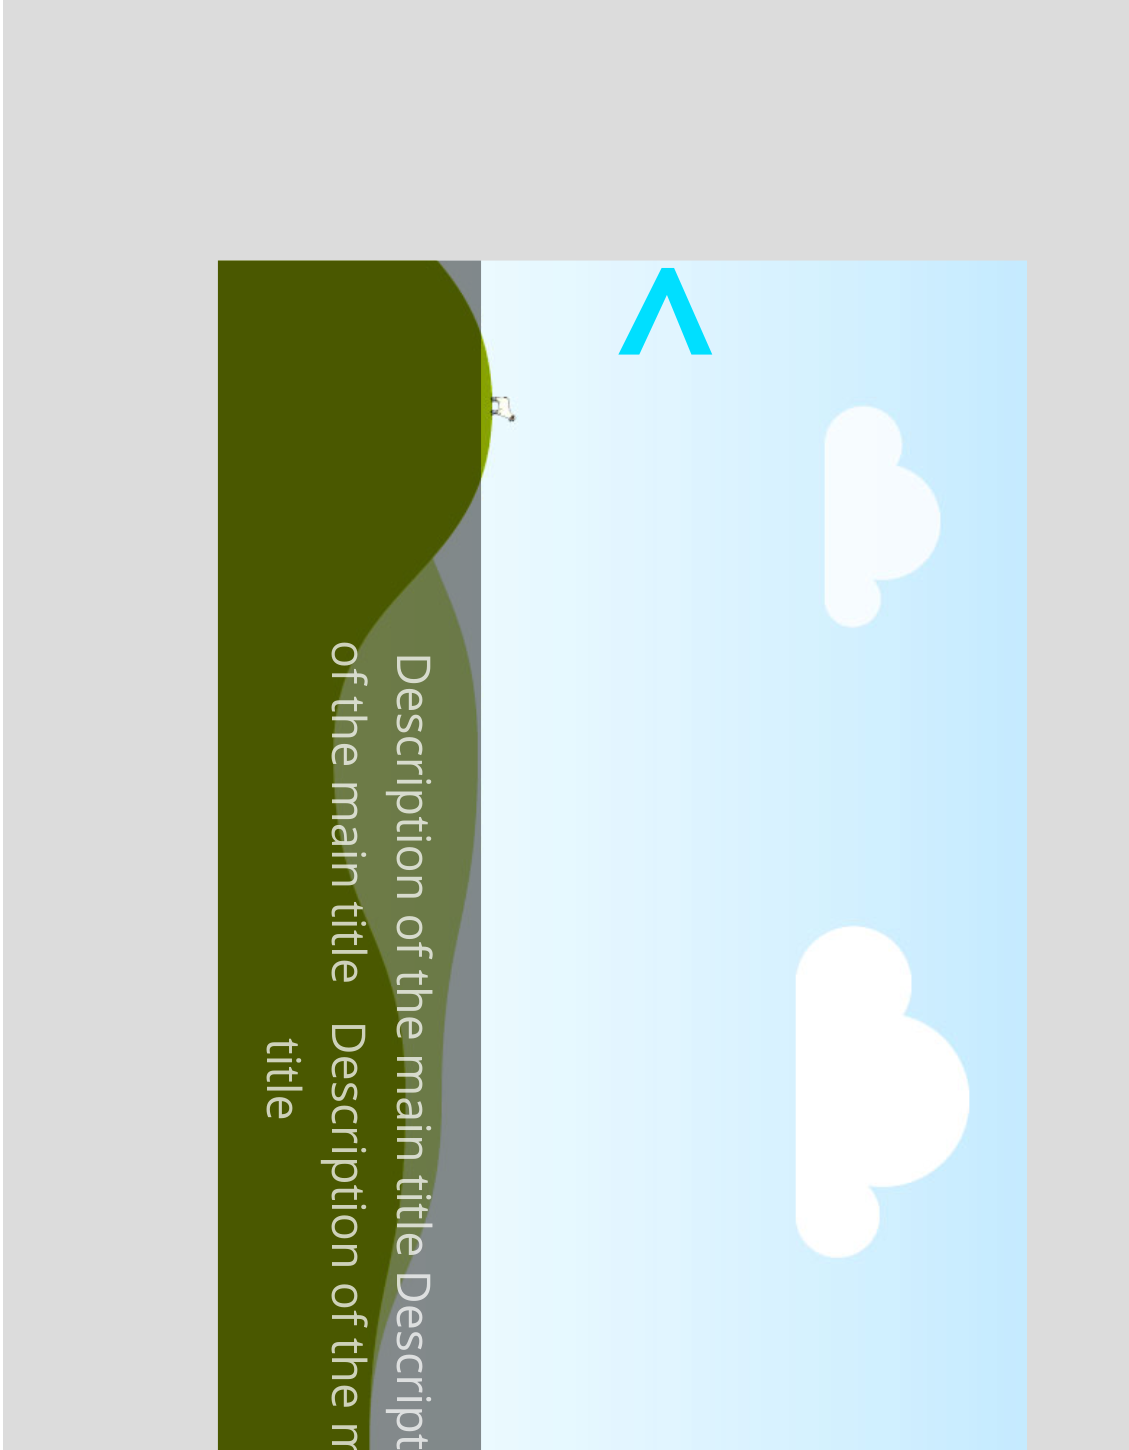 Description of the main title Descript
of the main title Description of the m
title